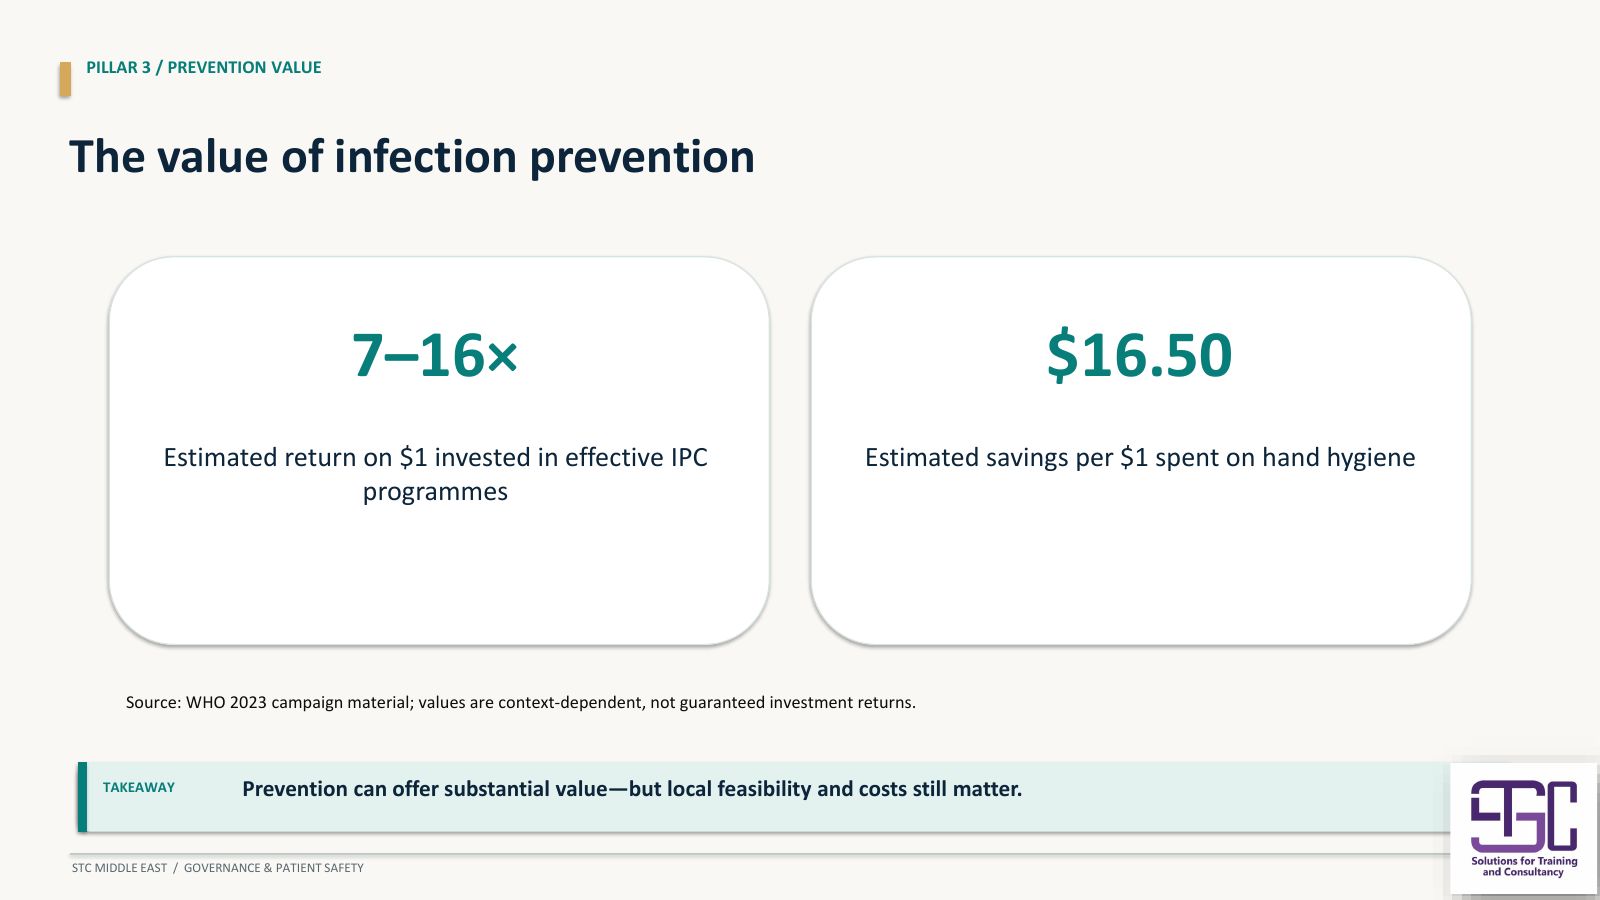 PILLAR 3 / PREVENTION VALUE
The value of infection prevention
7–16×
Estimated return on $1 invested in effective IPC
programmes
$16.50
Estimated savings per $1 spent on hand hygiene
Source: WHO 2023 campaign material; values are context-dependent, not guaranteed investment returns.
TAKEAWAY
Prevention can offer substantial value—but local feasibility and costs still matter.
STC MIDDLE EAST / GOVERNANCE & PATIENT SAFETY
STC
Solutions for Training
and Consultancy